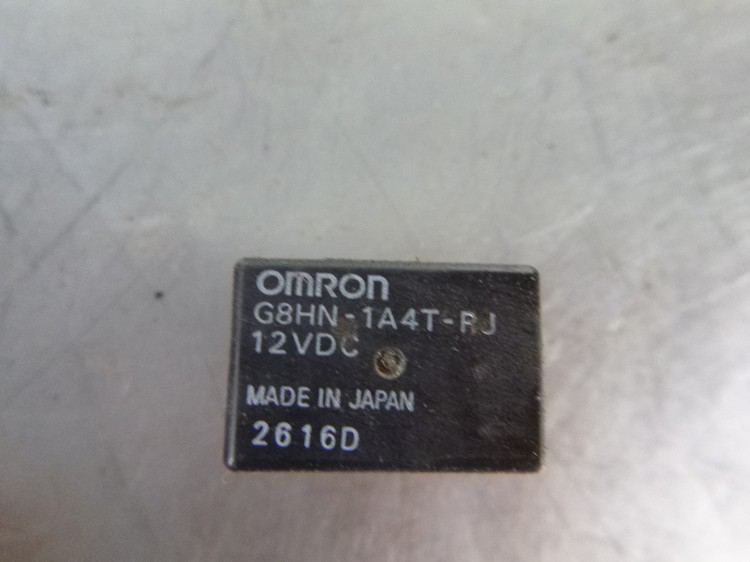 OMRON
G8HN-1A4T-RJ
12VDC
MADE IN JAPAN
2616D